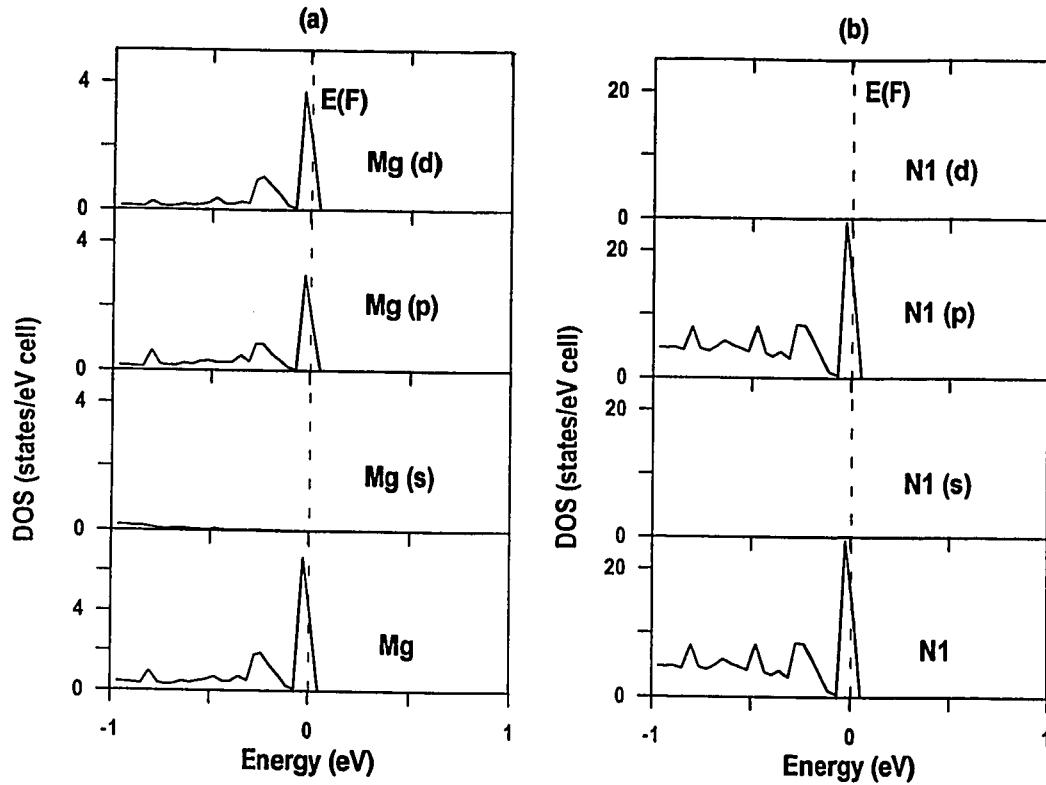 (a)
DOS (states/eV cell)
4
0
E(F)
Mg (d)
4
0
Mg (p)
4
0
Mg (s)
4
0
Mg
-1
0
1
Energy (eV)
(b)
DOS (states/eV cell)
20
0
E(F)
N1 (d)
20
0
N1 (p)
20
0
N1 (s)
20
0
N1
-1
0
1
Energy (eV)